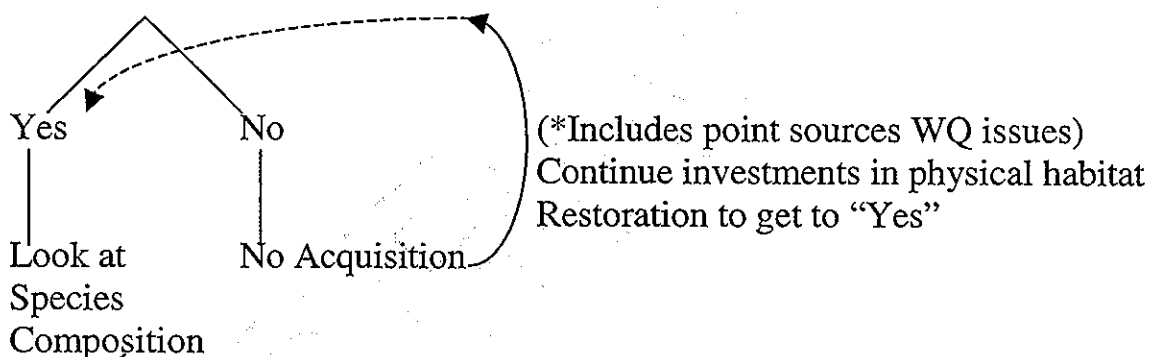 Yes No
(*Includes point sources WQ issues)
Continue investments in physical habitat
Restoration to get to “Yes”
Look at No Acquisition
Species
Composition